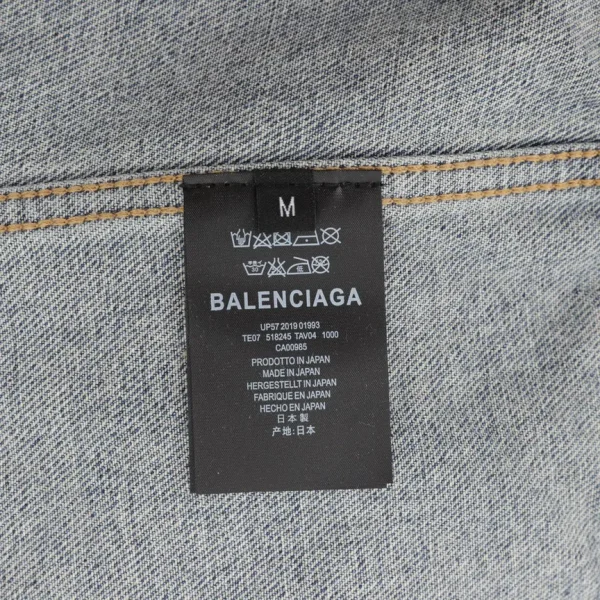 M
BALENCIAGA
UP57 2019 01993
TE07 518245 TAV04 1000
CA00985
PRODOTTO IN JAPAN
MADE IN JAPAN
HERGESTELLT IN JAPAN
FABRIQUE EN JAPAN
HECHO EN JAPAN
日本製
产地:日本